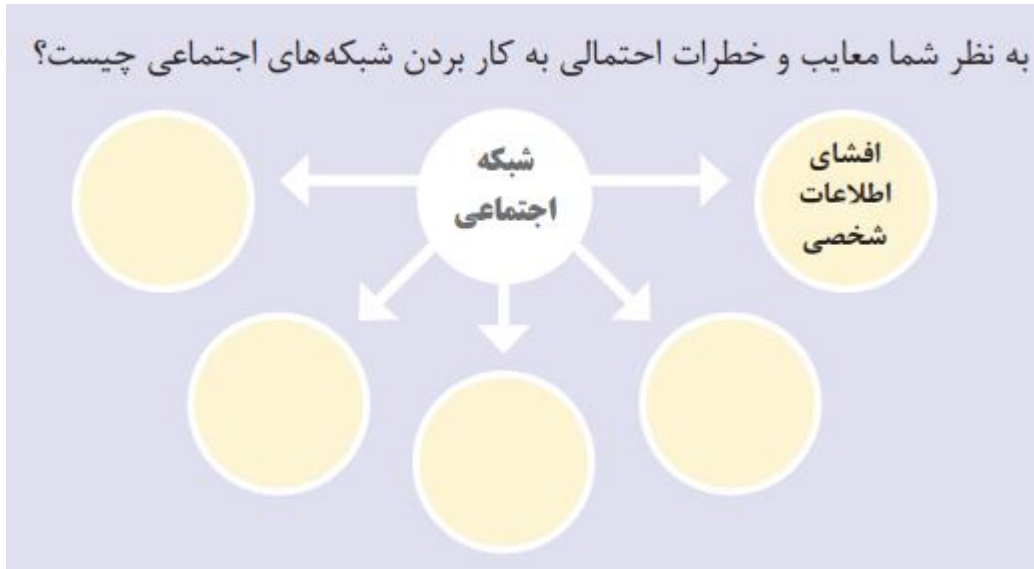 به نظر شما معایب و خطرات احتمالی به کار بردن شبکه‌های اجتماعی چیست؟
افشای
اطلاعات
شخصی
شبکه
اجتماعی